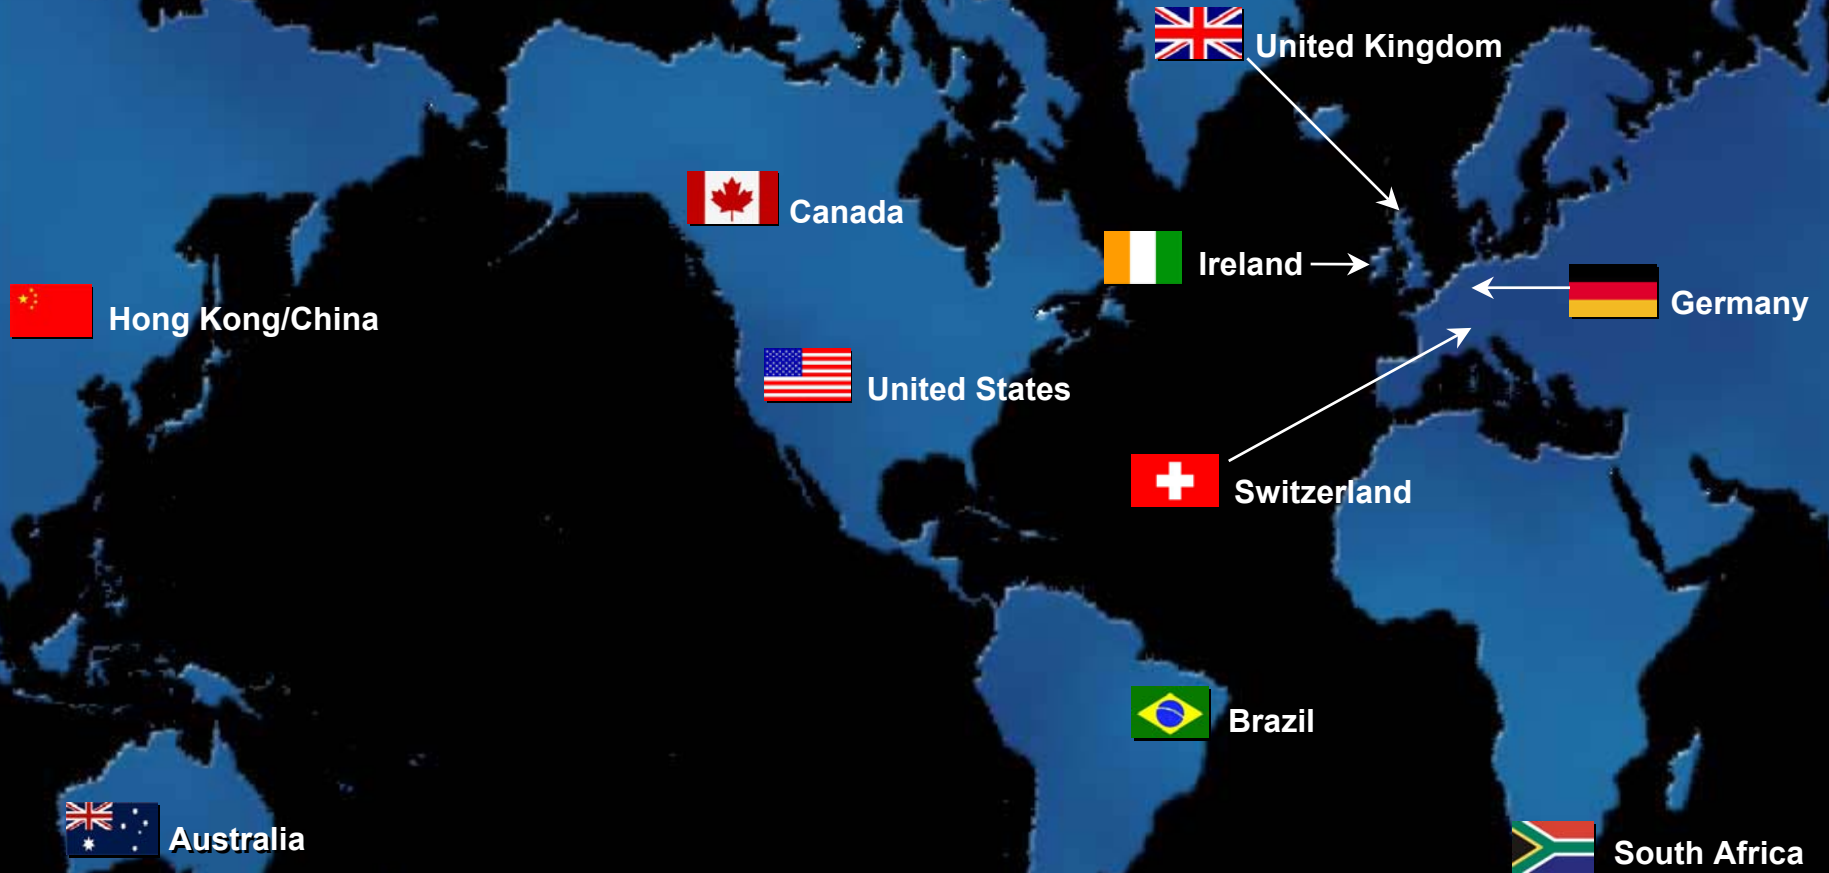 United Kingdom
Canada
Ireland
Germany
Hong Kong/China
United States
Switzerland
Brazil
Australia
South Africa